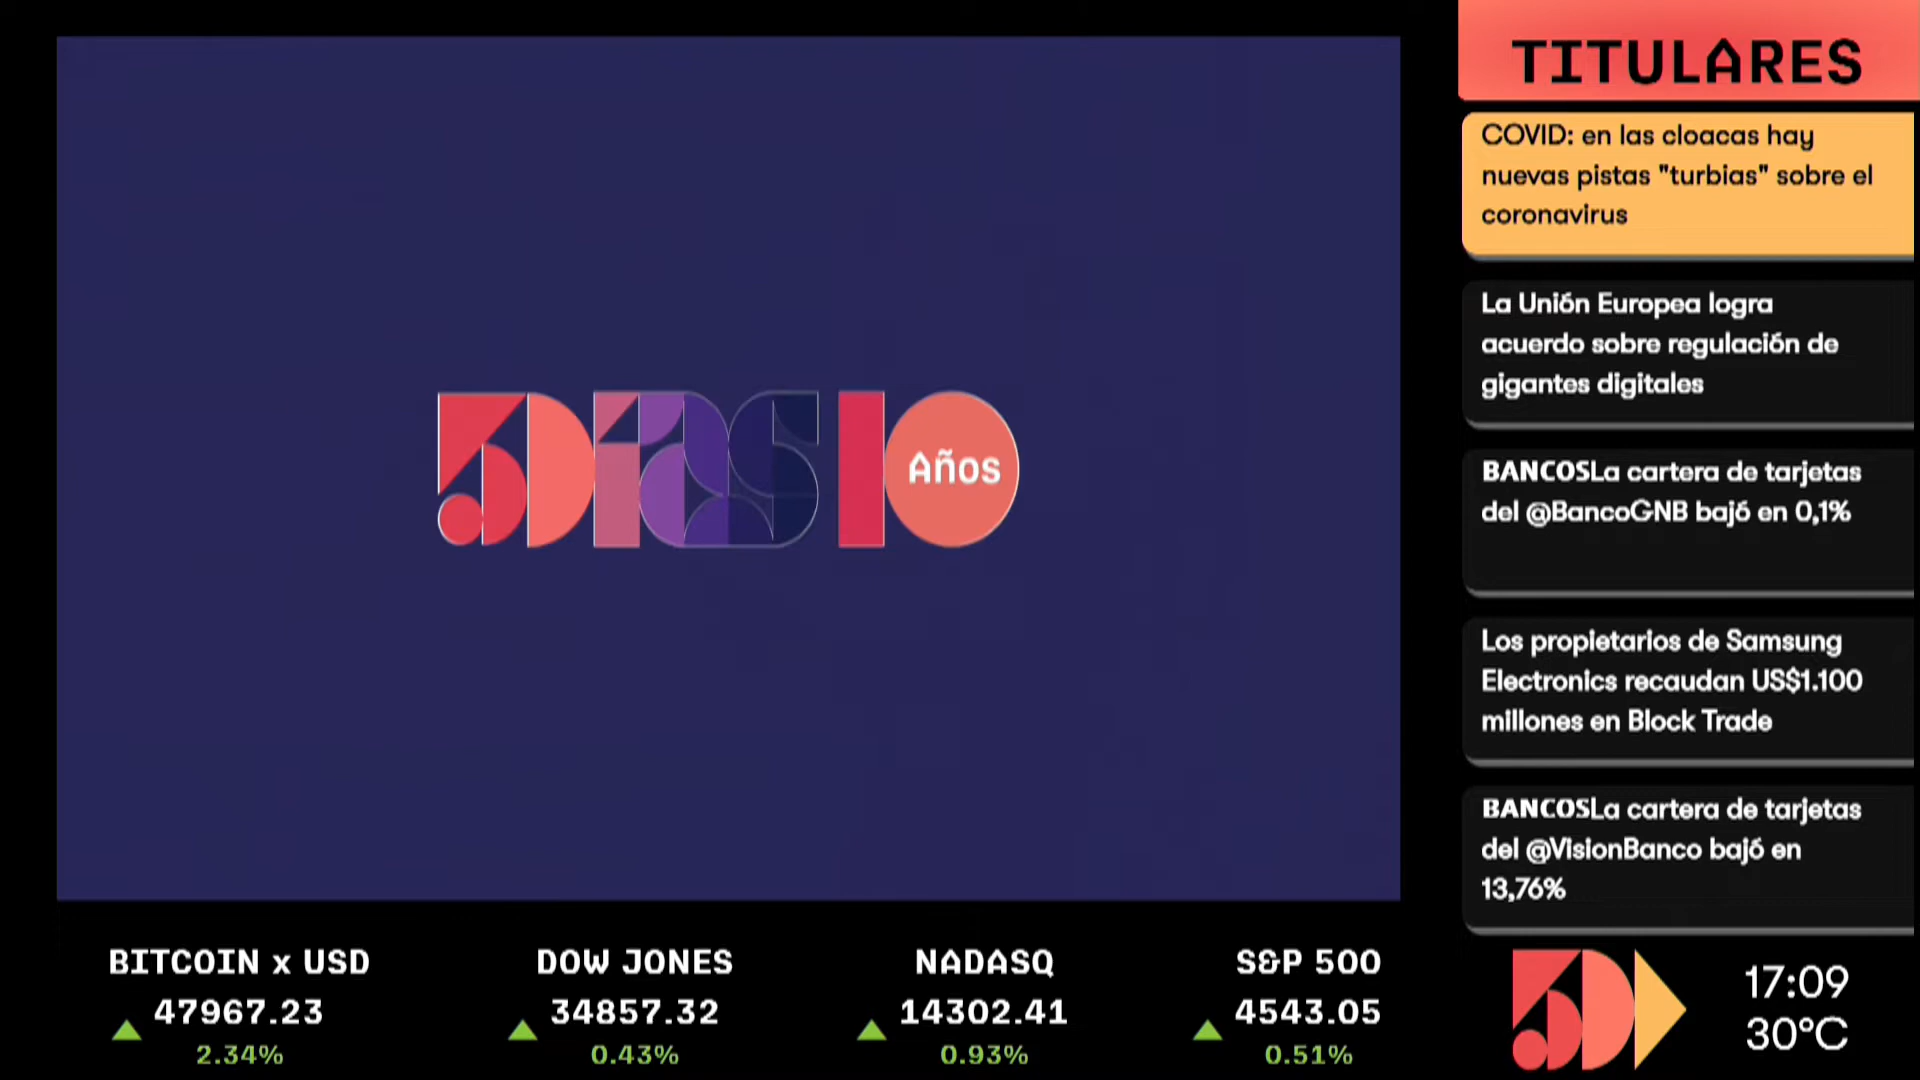 TITULARES
COVID: en las cloacas hay
nuevas pistas "turbias" sobre el
coronavirus
La Unión Europea logra
acuerdo sobre regulación de
gigantes digitales
BANCOSLa cartera de tarjetas
del @BancoGNB bajó en 0,1%
Los propietarios de Samsung
Electronics recaudan US$1.100
millones en Block Trade
BANCOSLa cartera de tarjetas
del @VisionBanco bajó en
13,76%
5Dias 10
Años
BITCOIN x USD
47967.23
2.34%
DOW JONES
34857.32
0.43%
NADASQ
14302.41
0.93%
S&P 500
4543.05
0.51%
5D
17:09
30°C